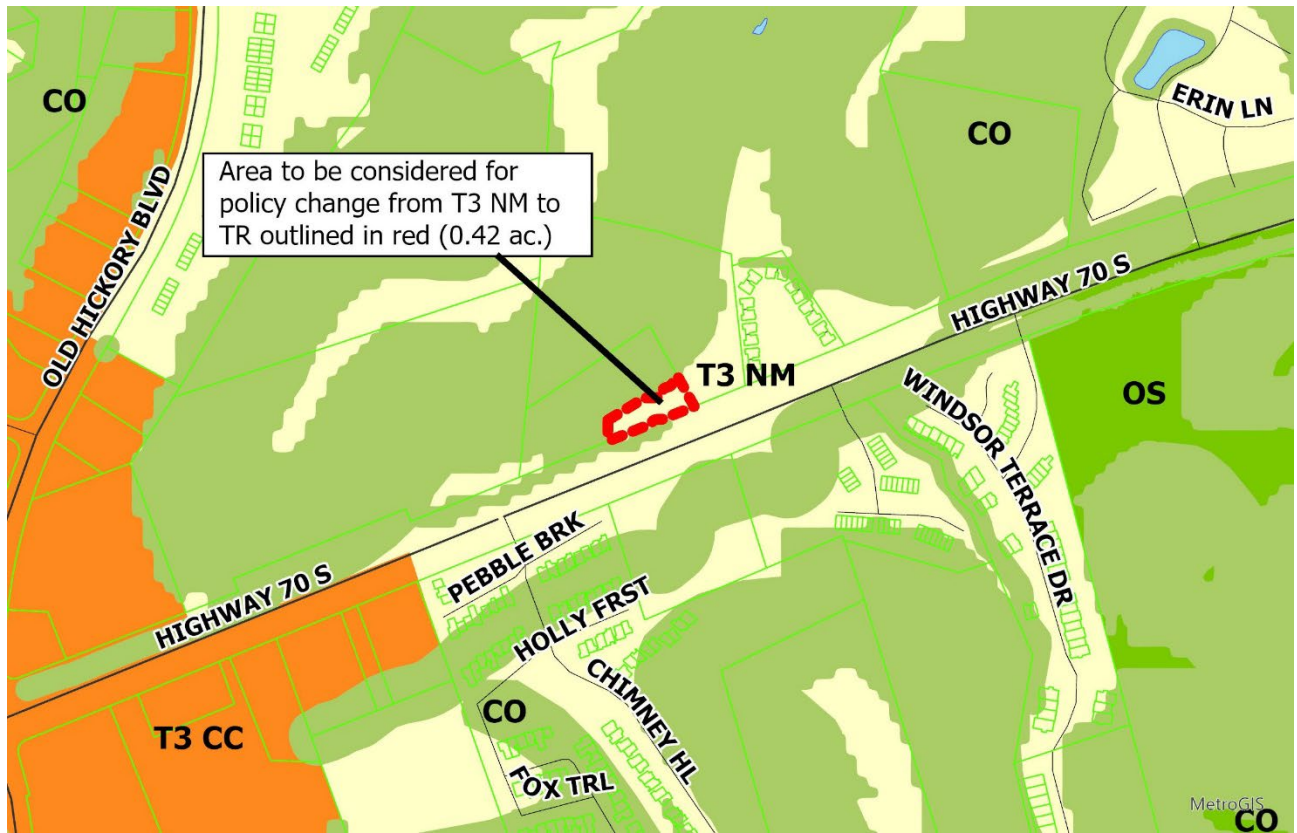 CO
OLD HICKORY BLVD
Area to be considered for
policy change from T3 NM to
TR outlined in red (0.42 ac.)
CO
ERIN LN
HIGHWAY 70 S
T3 NM
WINDSOR TERRACE DR
OS
HIGHWAY 70 S
PEBBLE BRK
HOLLY FRST
CHIMNEY HL
CO
T3 CC
FOX TRL
MetroGIS
CO